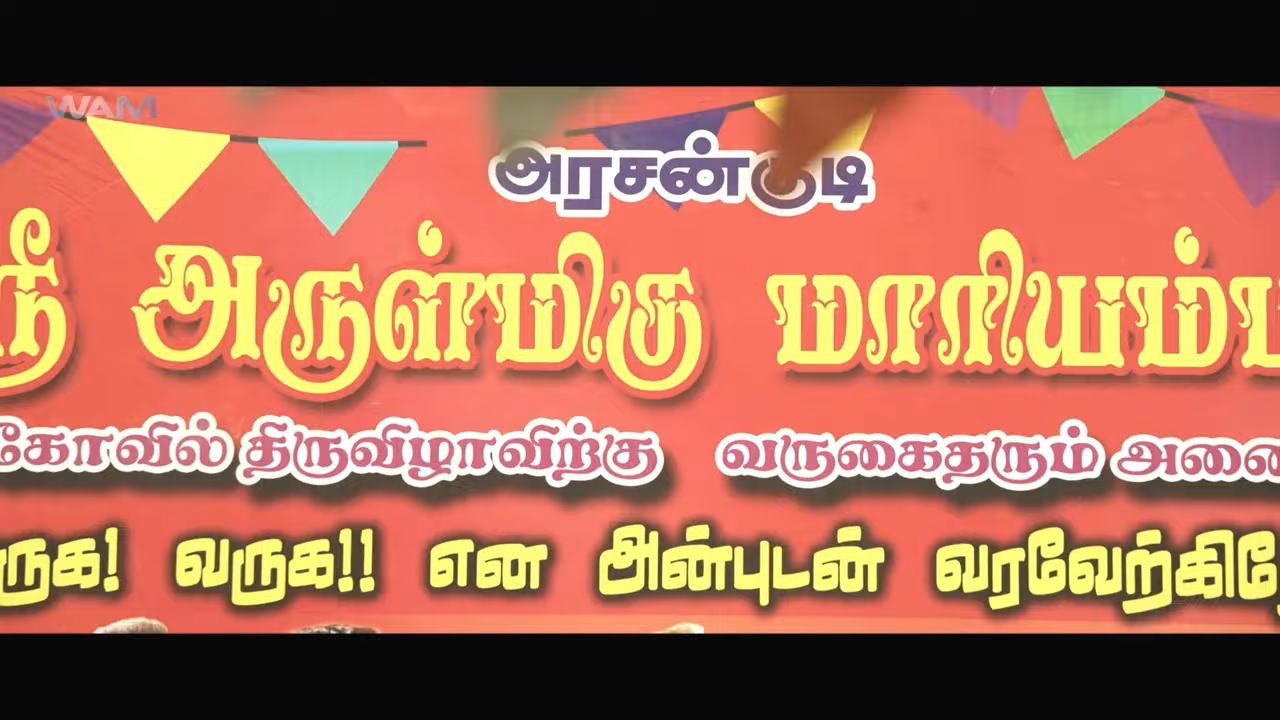 WAM
அரசன்குடி
ஸ்ரீ அருள்மிகு மாரியம்ம
கோவில் திருவிழாவிற்கு வருகைதரும் அனை
வருக! வருக!! என அன்புடன் வரவேற்கிறே